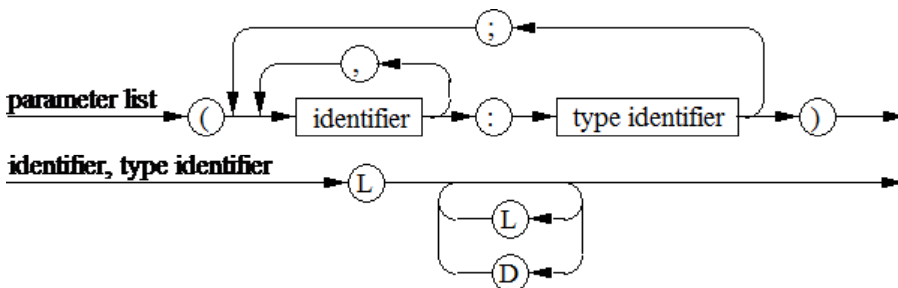 ;
,
parameter list
( identifier : type identifier )
identifier, type identifier
L
L
D